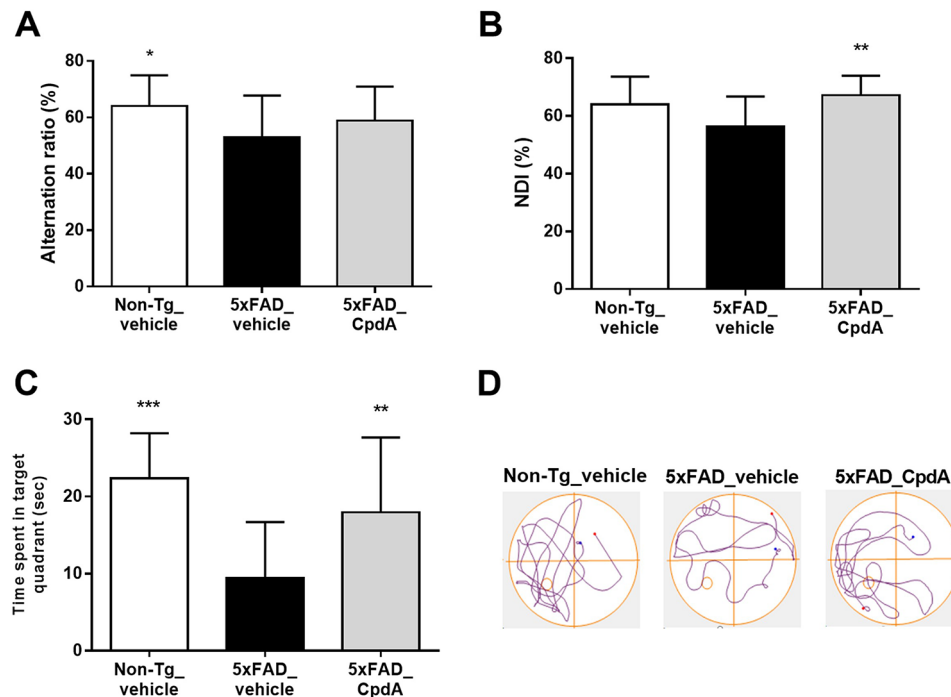 A
*
Alternation ratio (%)
80
60
40
20
0
Non-Tg_
vehicle
5xFAD_
vehicle
5xFAD_
CpdA
B
**
NDI (%)
80
60
40
20
0
Non-Tg_
vehicle
5xFAD_
vehicle
5xFAD_
CpdA
C
***
**
Time spent in target
quadrant (sec)
30
20
10
0
Non-Tg_
vehicle
5xFAD_
vehicle
5xFAD_
CpdA
D
Non-Tg_vehicle
5xFAD_vehicle
5xFAD_CpdA